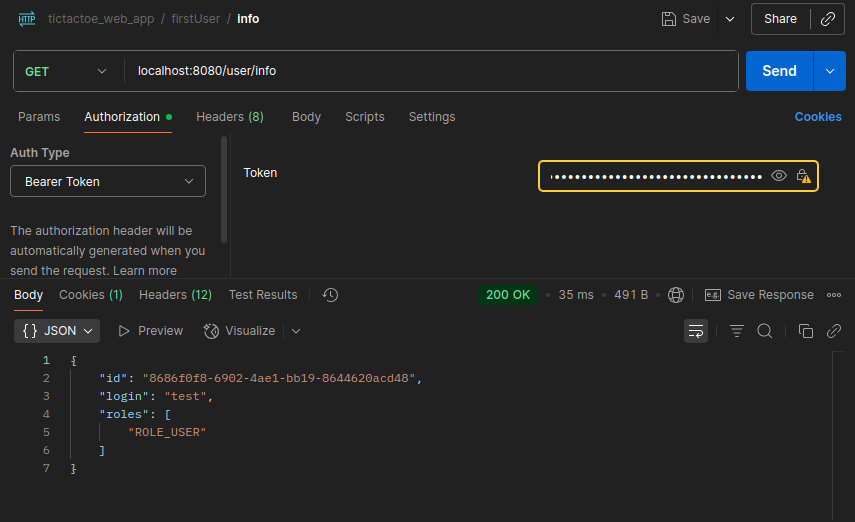 HTTP tictactoe_web_app / firstUser / info Save Share
GET localhost:8080/user/info Send
Params Authorization Headers (8) Body Scripts Settings Cookies
Auth Type
Bearer Token
Token
The authorization header will be
automatically generated when you
send the request. Learn more
Body Cookies (1) Headers (12) Test Results 200 OK • 35 ms • 491 B e.g. Save Response
{} JSON Preview Visualize
1 {
2 "id": "8686f0f8-6902-4ae1-bb19-8644620acd48",
3 "login": "test",
4 "roles": [
5 "ROLE_USER"
6 ]
7 }